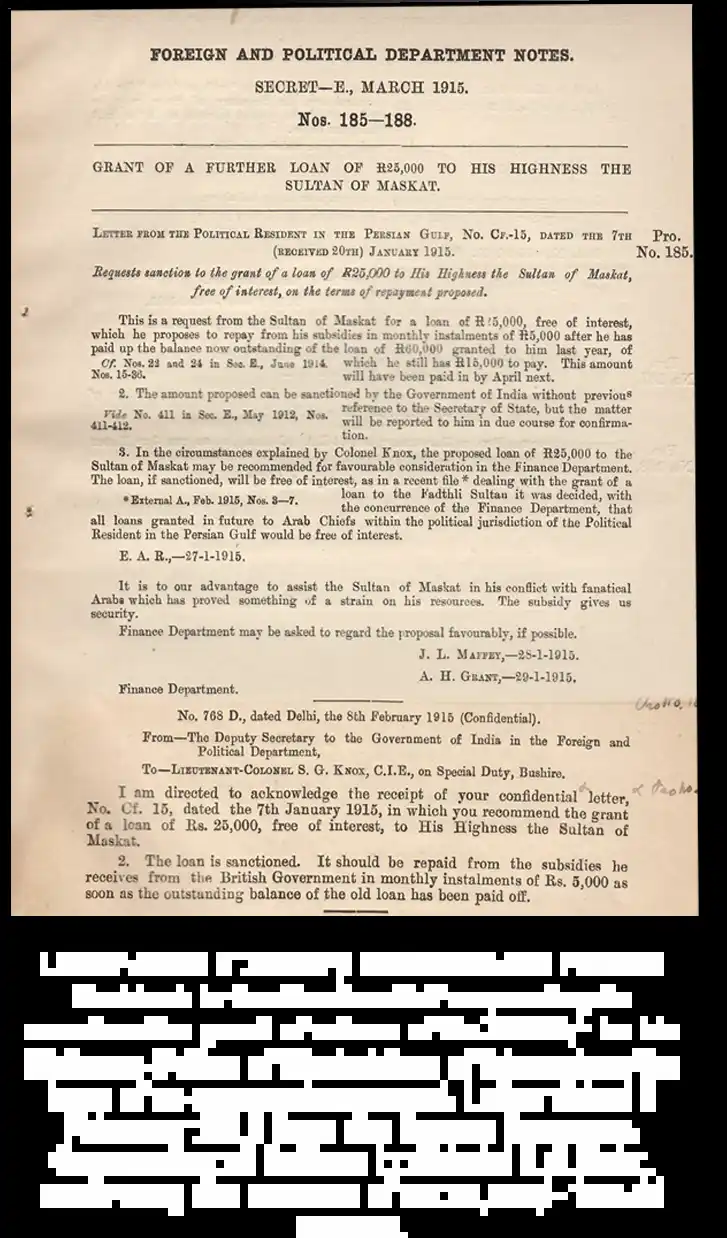 FOREIGN AND POLITICAL DEPARTMENT NOTES.
SECRET—E., MARCH 1915.
Nos. 185—188.
GRANT OF A FURTHER LOAN OF R25,000 TO HIS HIGHNESS THE
SULTAN OF MASKAT.
LETTER FROM THE POLITICAL RESIDENT IN THE PERSIAN GULF, No. CF.-15, DATED THE 7TH
(RECEIVED 20TH) JANUARY 1915.
Pro.
No. 185.
Requests sanction to the grant of a loan of R25,000 to His Highness the Sultan of Maskat,
free of interest, on the terms of repayment proposed.
This is a request from the Sultan of Maskat for a loan of R25,000, free of interest,
which he proposes to repay from his subsidies in monthly instalments of R5,000 after he has
paid up the balance now outstanding of the loan of R60,000 granted to him last year, of
Cf. Nos. 22 and 24 in Sec. E., June 1914.
Nos. 15-36.
which he still has R15,000 to pay. This amount
will have been paid in by April next.
2. The amount proposed can be sanctioned by the Government of India without previous
Vide No. 411 in Sec. E., May 1912, Nos.
411-412.
reference to the Secretary of State, but the matter
will be reported to him in due course for confirma-
tion.
3. In the circumstances explained by Colonel Knox, the proposed loan of R25,000 to the
Sultan of Maskat may be recommended for favourable consideration in the Finance Department.
The loan, if sanctioned, will be free of interest, as in a recent file * dealing with the grant of a
* External A., Feb. 1915, Nos. 3—7.
loan to the Fadthli Sultan it was decided, with
the concurrence of the Finance Department, that
all loans granted in future to Arab Chiefs within the political jurisdiction of the Political
Resident in the Persian Gulf would be free of interest.
E. A. R.,—27-1-1915.
It is to our advantage to assist the Sultan of Maskat in his conflict with fanatical
Arabs which has proved something of a strain on his resources. The subsidy gives us
security.
Finance Department may be asked to regard the proposal favourably, if possible.
J. L. MAFFEY,—28-1-1915.
A. H. GRANT,—29-1-1915.
Finance Department.
No. 768 D., dated Delhi, the 8th February 1915 (Confidential).
From—The Deputy Secretary to the Government of India in the Foreign and
Political Department,
To—LIEUTENANT-COLONEL S. G. KNOX, C.I.E., on Special Duty, Bushire.
I am directed to acknowledge the receipt of your confidential letter,
No. Cf. 15, dated the 7th January 1915, in which you recommend the grant
of a loan of Rs. 25,000, free of interest, to His Highness the Sultan of
Maskat.
2. The loan is sanctioned. It should be repaid from the subsidies he
receives from the British Government in monthly instalments of Rs. 5,000 as
soon as the outstanding balance of the old loan has been paid off.